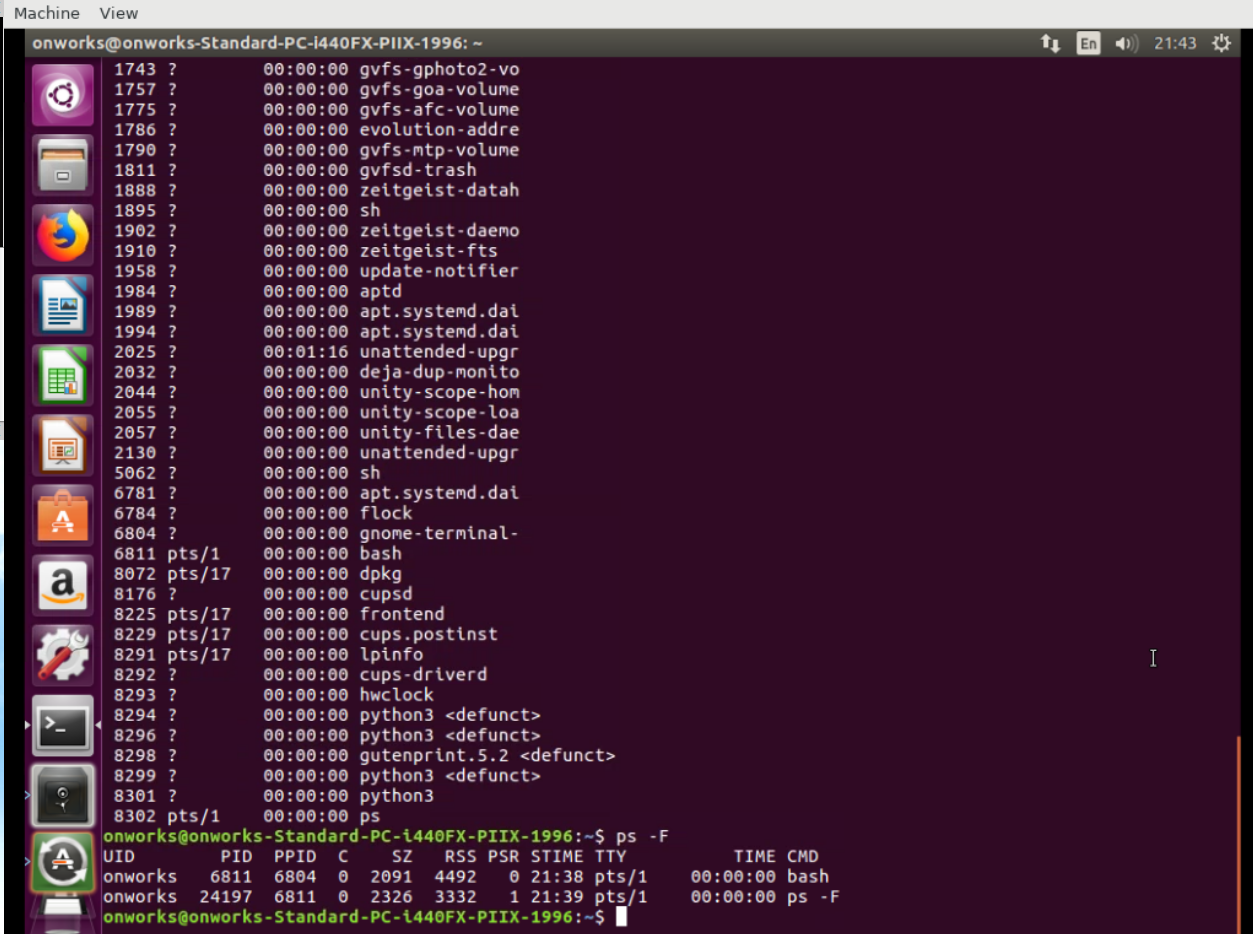 Machine View
onworks@onworks-Standard-PC-i440FX-PIIX-1996: ~ En 21:43
1743 ? 00:00:00 gvfs-gphoto2-vo
1757 ? 00:00:00 gvfs-goa-volume
1775 ? 00:00:00 gvfs-afc-volume
1786 ? 00:00:00 evolution-addre
1790 ? 00:00:00 gvfs-mtp-volume
1811 ? 00:00:00 gvfsd-trash
1888 ? 00:00:00 zeitgeist-datah
1895 ? 00:00:00 sh
1902 ? 00:00:00 zeitgeist-daemo
1910 ? 00:00:00 zeitgeist-fts
1958 ? 00:00:00 update-notifier
1984 ? 00:00:00 aptd
1989 ? 00:00:00 apt.systemd.dai
1994 ? 00:00:00 apt.systemd.dai
2025 ? 00:01:16 unattended-upgr
2032 ? 00:00:00 deja-dup-monito
2044 ? 00:00:00 unity-scope-hom
2055 ? 00:00:00 unity-scope-loa
2057 ? 00:00:00 unity-files-dae
2130 ? 00:00:00 unattended-upgr
5062 ? 00:00:00 sh
6781 ? 00:00:00 apt.systemd.dai
6784 ? 00:00:00 flock
6804 ? 00:00:00 gnome-terminal-
6811 pts/1 00:00:00 bash
8072 pts/17 00:00:00 dpkg
8176 ? 00:00:00 cupsd
8225 pts/17 00:00:00 frontend
8229 pts/17 00:00:00 cups.postinst
8291 pts/17 00:00:00 lpinfo
8292 ? 00:00:00 cups-driverd
8293 ? 00:00:00 hwclock
8294 ? 00:00:00 python3 <defunct>
8296 ? 00:00:00 python3 <defunct>
8298 ? 00:00:00 gutenprint.5.2 <defunct>
8299 ? 00:00:00 python3 <defunct>
8301 ? 00:00:00 python3
8302 pts/1 00:00:00 ps
onworks@onworks-Standard-PC-i440FX-PIIX-1996:~$ ps -F
UID PID PPID C SZ RSS PSR STIME TTY TIME CMD
onworks 6811 6804 0 2091 4492 0 21:38 pts/1 00:00:00 bash
onworks 24197 6811 0 2326 3332 1 21:39 pts/1 00:00:00 ps -F
onworks@onworks-Standard-PC-i440FX-PIIX-1996:~$